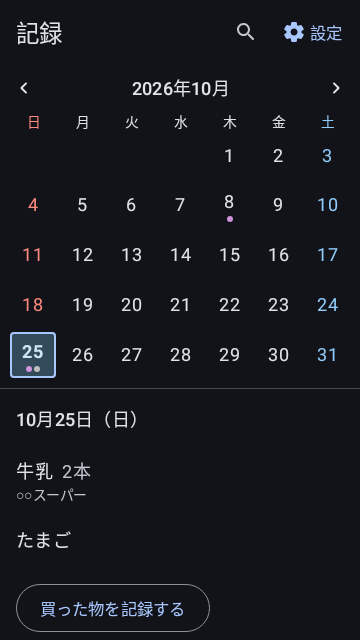 記録
設定
2026年10月
日 月 火 水 木 金 土
1 2 3
4 5 6 7 8 9 10
11 12 13 14 15 16 17
18 19 20 21 22 23 24
25 26 27 28 29 30 31
10月25日（日）
牛乳 2本
○○スーパー
たまご
買った物を記録する